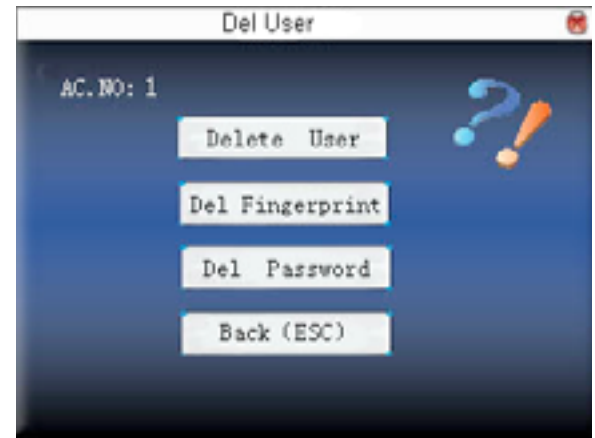 Del User
AC.NO: 1
Delete User
Del Fingerprint
Del Password
Back (ESC)